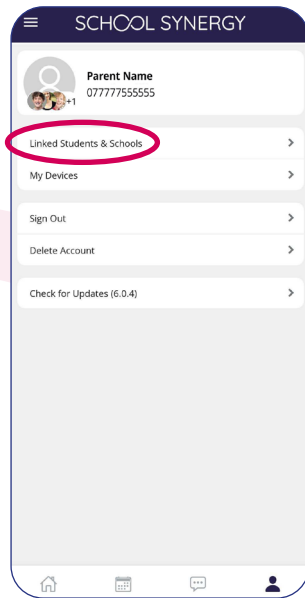 SCHOOL SYNERGY
Parent Name
077777555555
+1
Linked Students & Schools
My Devices
Sign Out
Delete Account
Check for Updates (6.0.4)